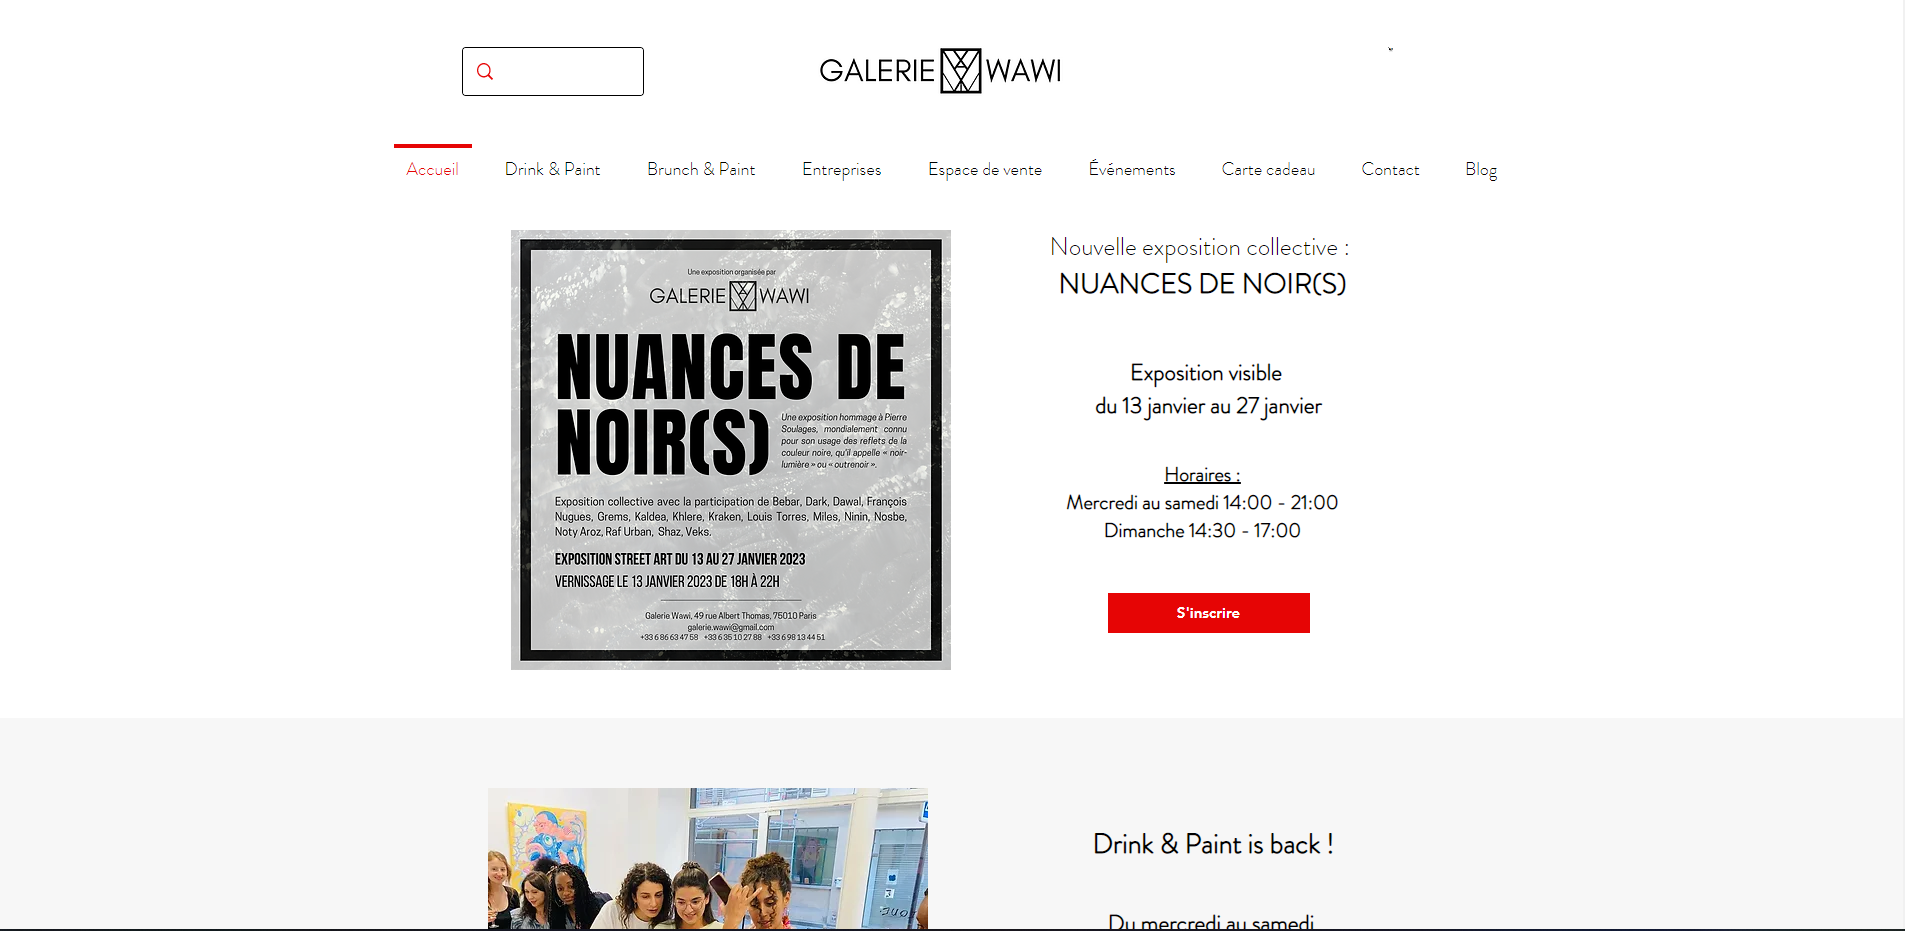 GALERIE WAWI
Accueil
Drink & Paint
Brunch & Paint
Entreprises
Espace de vente
Événements
Carte cadeau
Contact
Blog
Une exposition organisée par
GALERIE WAWI
NUANCES DE
NOIR(S)
Une exposition hommage à Pierre
Soulages, mondialement connu
pour son usage des reflets de la
couleur noire, qu'il appelle « noir-
lumière » ou « outrenoir ».
Exposition collective avec la participation de Bebar, Dark, Dawal, François
Nugues, Grems, Kaldea, Khlere, Kraken, Louis Torres, Miles, Ninin, Nosbe,
Noty Aroz, Raf Urban, Shaz, Veks.
EXPOSITION STREET ART DU 13 AU 27 JANVIER 2023
VERNISSAGE LE 13 JANVIER 2023 DE 18H À 22H
Galerie Wawi, 49 rue Albert Thomas, 75010 Paris
galerie.wawi@gmail.com
+33 6 86 63 47 58 +33 6 35 10 27 88 +33 6 98 13 44 51
Nouvelle exposition collective :
NUANCES DE NOIR(S)
Exposition visible
du 13 janvier au 27 janvier
Horaires :
Mercredi au samedi 14:00 - 21:00
Dimanche 14:30 - 17:00
S'inscrire
Drink & Paint is back !
Du mercredi au samedi